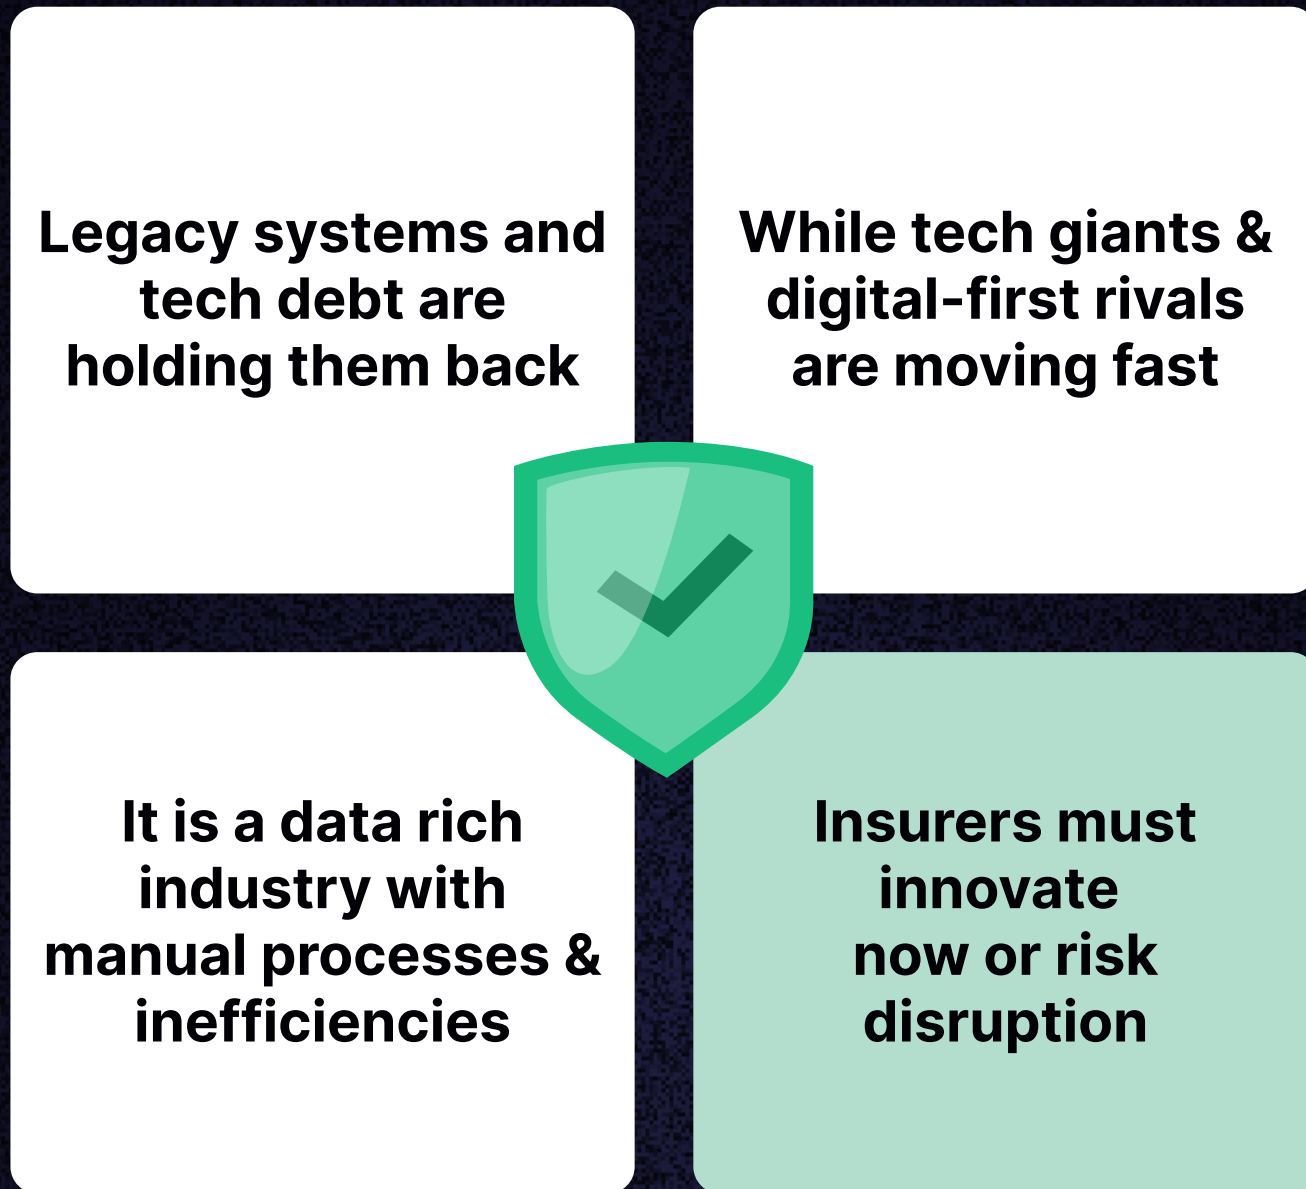 Legacy systems and
tech debt are
holding them back
While tech giants &
digital-first rivals
are moving fast
It is a data rich
industry with
manual processes &
inefficiencies
Insurers must
innovate
now or risk
disruption